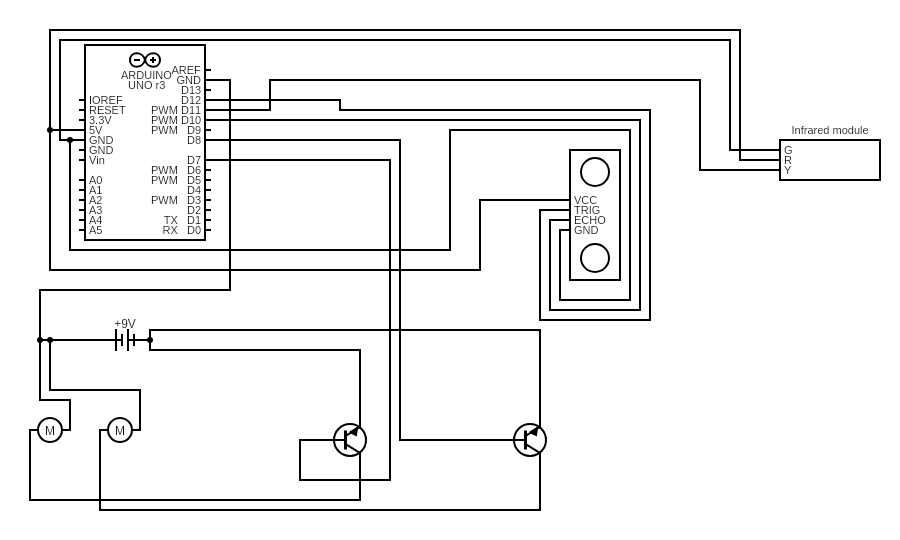 ARDUINO
UNO r3
AREF
GND
D13
IOREF D12
RESET PWM D11
3.3V PWM D10
5V PWM D9
GND D8
GND
Vin D7
PWM D6
A0 PWM D5
A1 D4
A2 PWM D3
A3 D2
A4 TX D1
A5 RX D0
Infrared module
G
R
Y
VCC
TRIG
ECHO
GND
+9V
M M